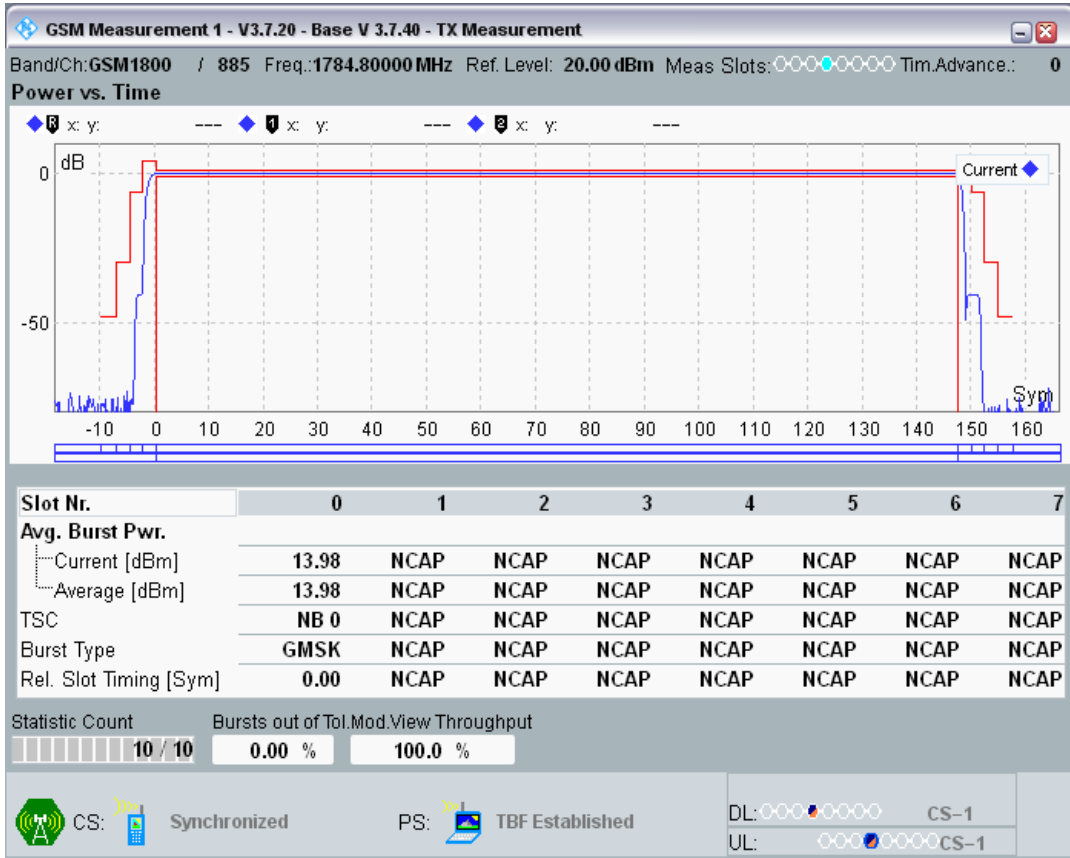 GSM Measurement 1 - V3.7.20 - Base V 3.7.40 - TX Measurement
Band/Ch:GSM1800 / 885 Freq.:1784.80000 MHz Ref. Level: 20.00 dBm Meas Slots: Tim.Advance.: 0
Power vs. Time
R x: y: --- 1 x: y: --- 2 x: y: ---
dB
Current
0
-50
Sym
-10 0 10 20 30 40 50 60 70 80 90 100 110 120 130 140 150 160
Slot Nr. 0 1 2 3 4 5 6 7
Avg. Burst Pwr.
Current [dBm] 13.98 NCAP NCAP NCAP NCAP NCAP NCAP NCAP
Average [dBm] 13.98 NCAP NCAP NCAP NCAP NCAP NCAP NCAP
TSC NB 0 NCAP NCAP NCAP NCAP NCAP NCAP NCAP
Burst Type GMSK NCAP NCAP NCAP NCAP NCAP NCAP NCAP
Rel. Slot Timing [Sym] 0.00 NCAP NCAP NCAP NCAP NCAP NCAP NCAP
Statistic Count Bursts out of Tol. Mod.View Throughput
10 / 10 0.00 % 100.0 %
CS: Synchronized PS: TBF Established DL: CS-1
UL: CS-1